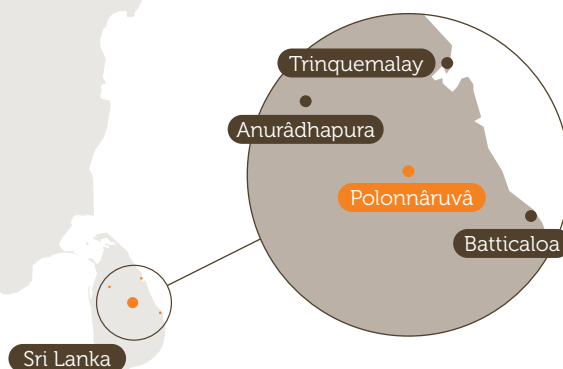 Trinquemalay
Anurâdhapura
Polonnâruvâ
Batticaloa
Sri Lanka